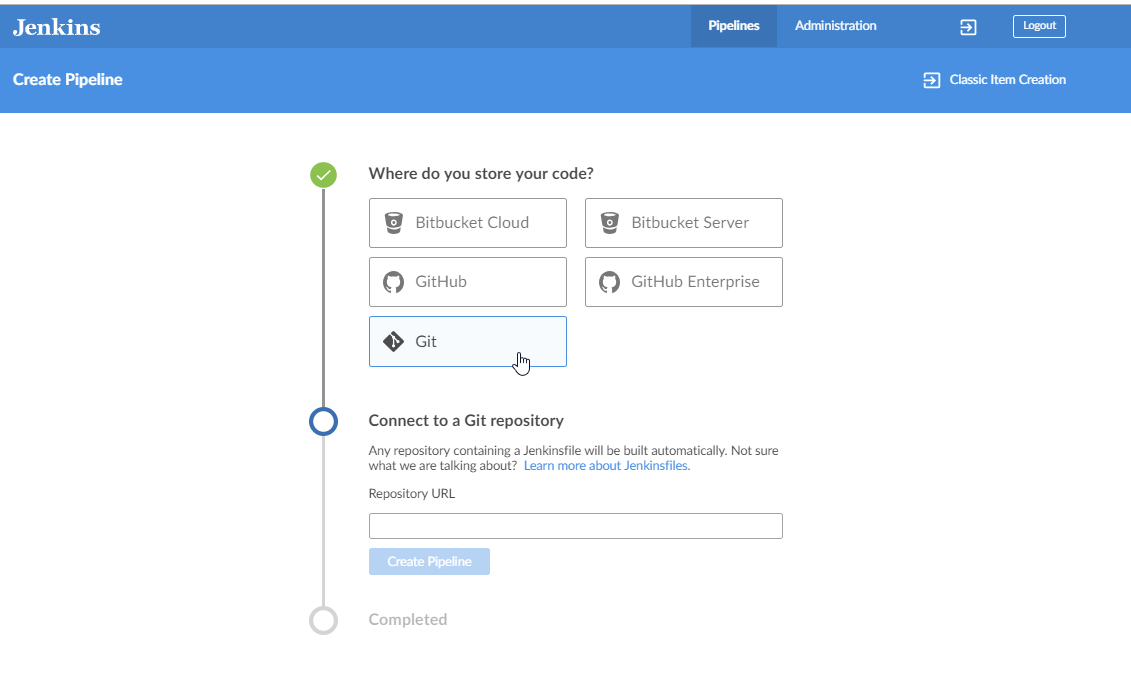 Jenkins
Pipelines
Administration
Logout
Create Pipeline
Classic Item Creation
Where do you store your code?
Bitbucket Cloud
Bitbucket Server
GitHub
GitHub Enterprise
Git
Connect to a Git repository
Any repository containing a Jenkinsfile will be built automatically. Not sure
what we are talking about? Learn more about Jenkinsfiles.
Repository URL
Create Pipeline
Completed